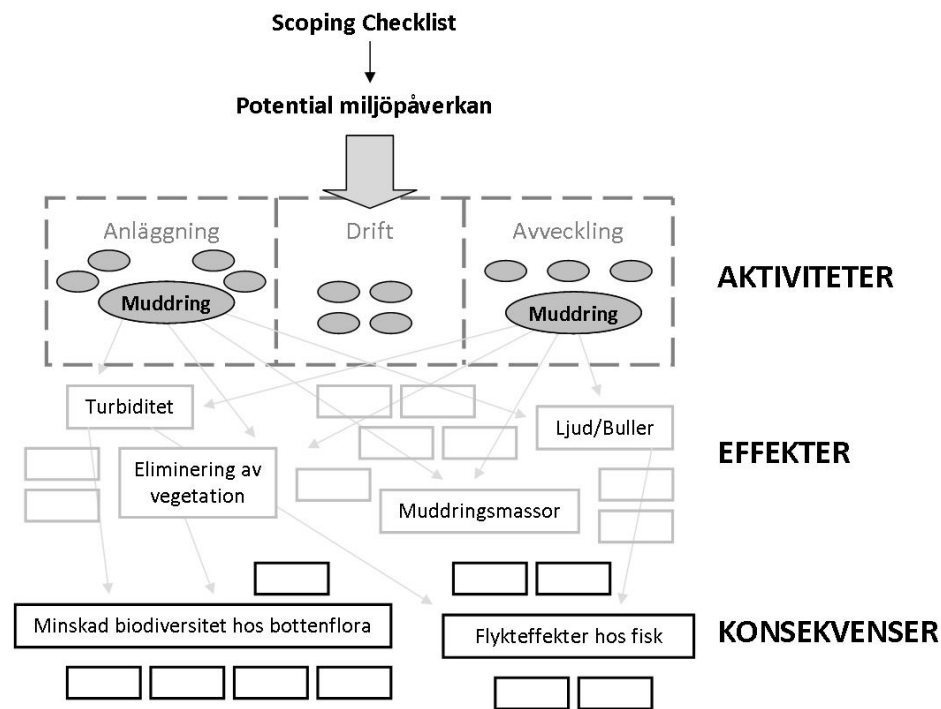 Scoping Checklist
Potential miljöpåverkan
Anläggning
Drift
Avveckling
AKTIVITETER
Muddring
Muddring
Turbiditet
Ljud/Buller
EFFEKTER
Eliminering av
vegetation
Muddringsmassor
Minskad biodiversitet hos bottenflora
Flykteffekter hos fisk
KONSEKVENSER